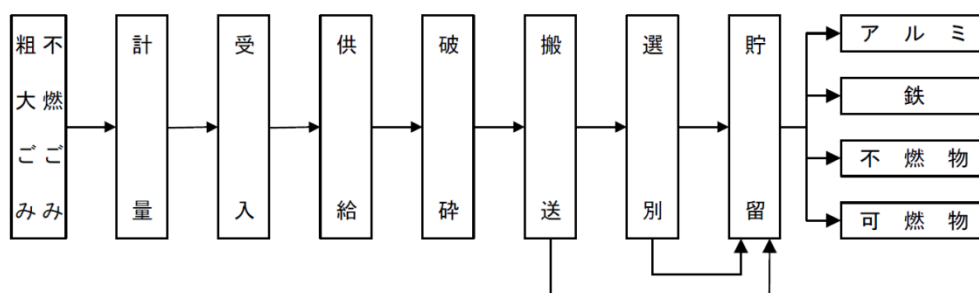 不燃ごみ
粗大ごみ
計量
受入
供給
破砕
搬送
選別
貯留
アルミ
鉄
不燃物
可燃物